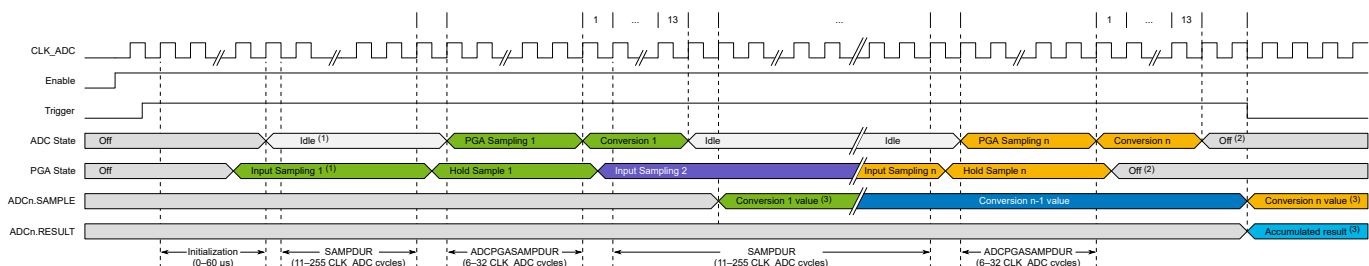 1 ... 13 ... 1 ... 13
CLK_ADC
Enable
Trigger
ADC State Off Idle (1) PGA Sampling 1 Conversion 1 Idle Idle PGA Sampling n Conversion n Off (2)
PGA State Off Input Sampling 1 (1) Hold Sample 1 Input Sampling 2 Input Sampling n Hold Sample n Off (2)
ADCn.SAMPLE Conversion 1 value (3) Conversion n-1 value Conversion n value (3)
ADCn.RESULT Accumulated result (3)
Initialization SAMPDUR ADCPGASAMPDUR SAMPDUR ADCPGASAMPDUR
(0–60 µs) (11–255 CLK_ADC cycles) (6–32 CLK_ADC cycles) (11–255 CLK_ADC cycles) (6–32 CLK_ADC cycles)